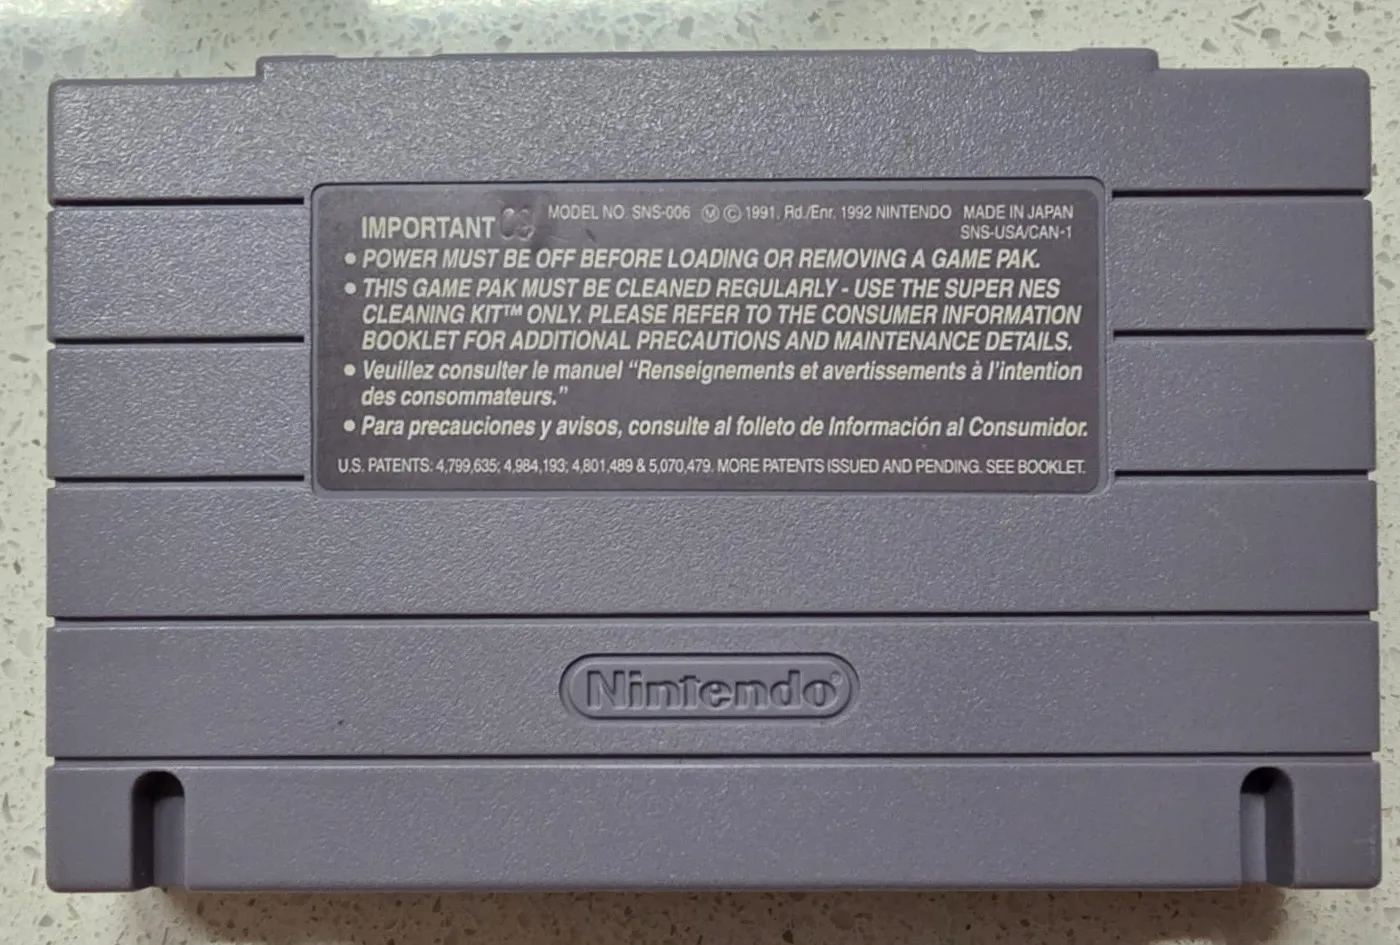 IMPORTANT
MODEL NO. SNS-006 Ⓜ © 1991, Rd./Enr. 1992 NINTENDO MADE IN JAPAN
SNS-USA/CAN-1
• POWER MUST BE OFF BEFORE LOADING OR REMOVING A GAME PAK.
• THIS GAME PAK MUST BE CLEANED REGULARLY - USE THE SUPER NES
CLEANING KIT™ ONLY. PLEASE REFER TO THE CONSUMER INFORMATION
BOOKLET FOR ADDITIONAL PRECAUTIONS AND MAINTENANCE DETAILS.
• Veuillez consulter le manuel “Renseignements et avertissements à l'intention
des consommateurs.”
• Para precauciones y avisos, consulte al folleto de Información al Consumidor.
U.S. PATENTS: 4,799,635; 4,984,193; 4,801,489 & 5,070,479. MORE PATENTS ISSUED AND PENDING. SEE BOOKLET.
Nintendo®